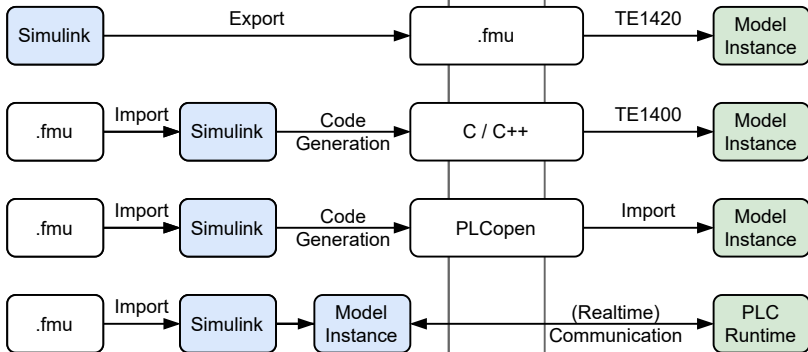 Simulink
Export
.fmu
TE1420
Model
Instance
.fmu
Import
Simulink
Code
Generation
C / C++
TE1400
Model
Instance
.fmu
Import
Simulink
Code
Generation
PLCopen
Import
Model
Instance
.fmu
Import
Simulink
Model
Instance
(Realtime)
Communication
PLC
Runtime